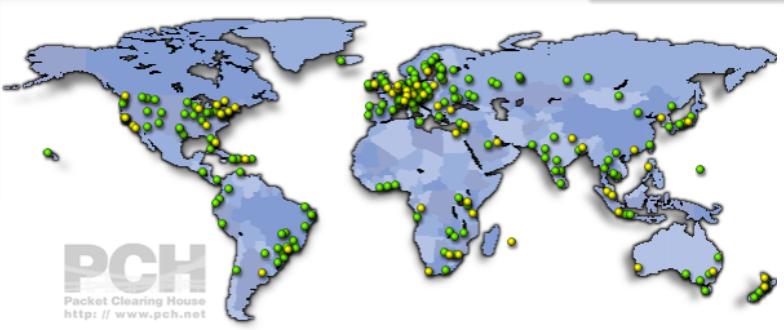 PCH
Packet Clearing House
http: // www.pch.net